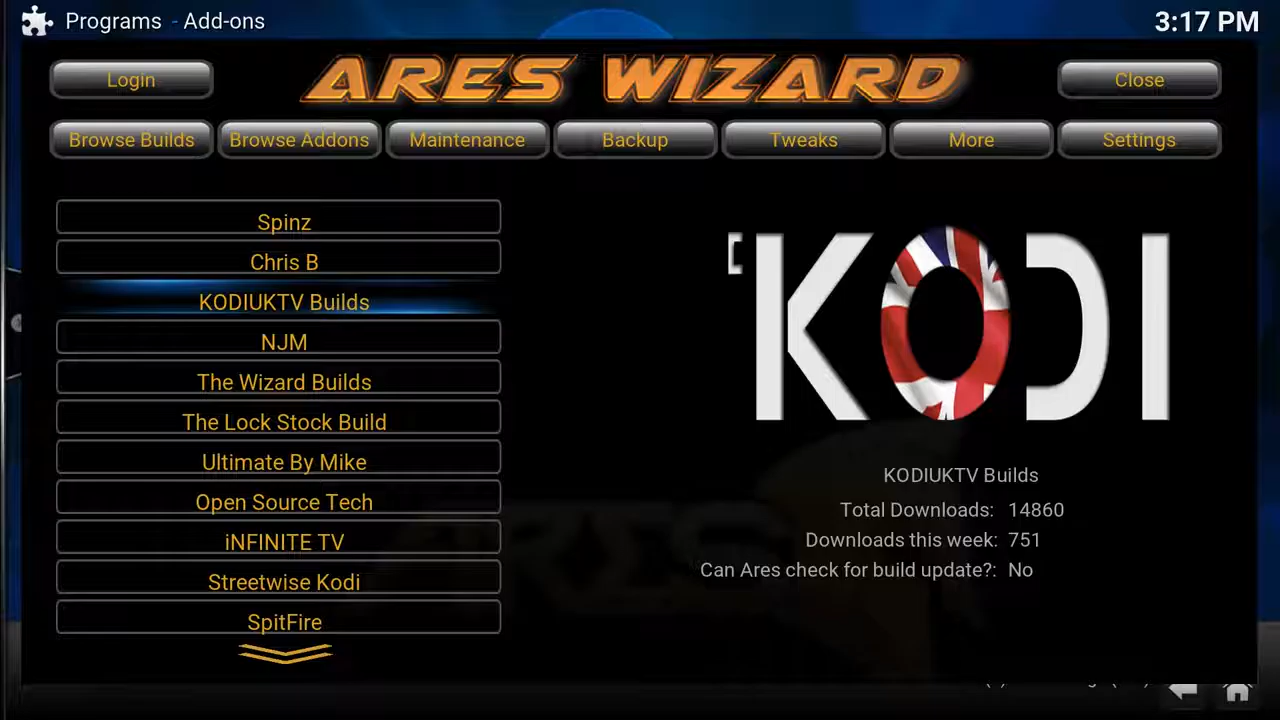 Programs - Add-ons
3:17 PM
Login
ARES WIZARD
Close
Browse Builds
Browse Addons
Maintenance
Backup
Tweaks
More
Settings
Spinz
Chris B
KODIUKTV Builds
NJM
The Wizard Builds
The Lock Stock Build
Ultimate By Mike
Open Source Tech
iNFINITE TV
Streetwise Kodi
SpitFire
KODI
KODIUKTV Builds
Total Downloads: 14860
Downloads this week: 751
Can Ares check for build update?: No
ARES